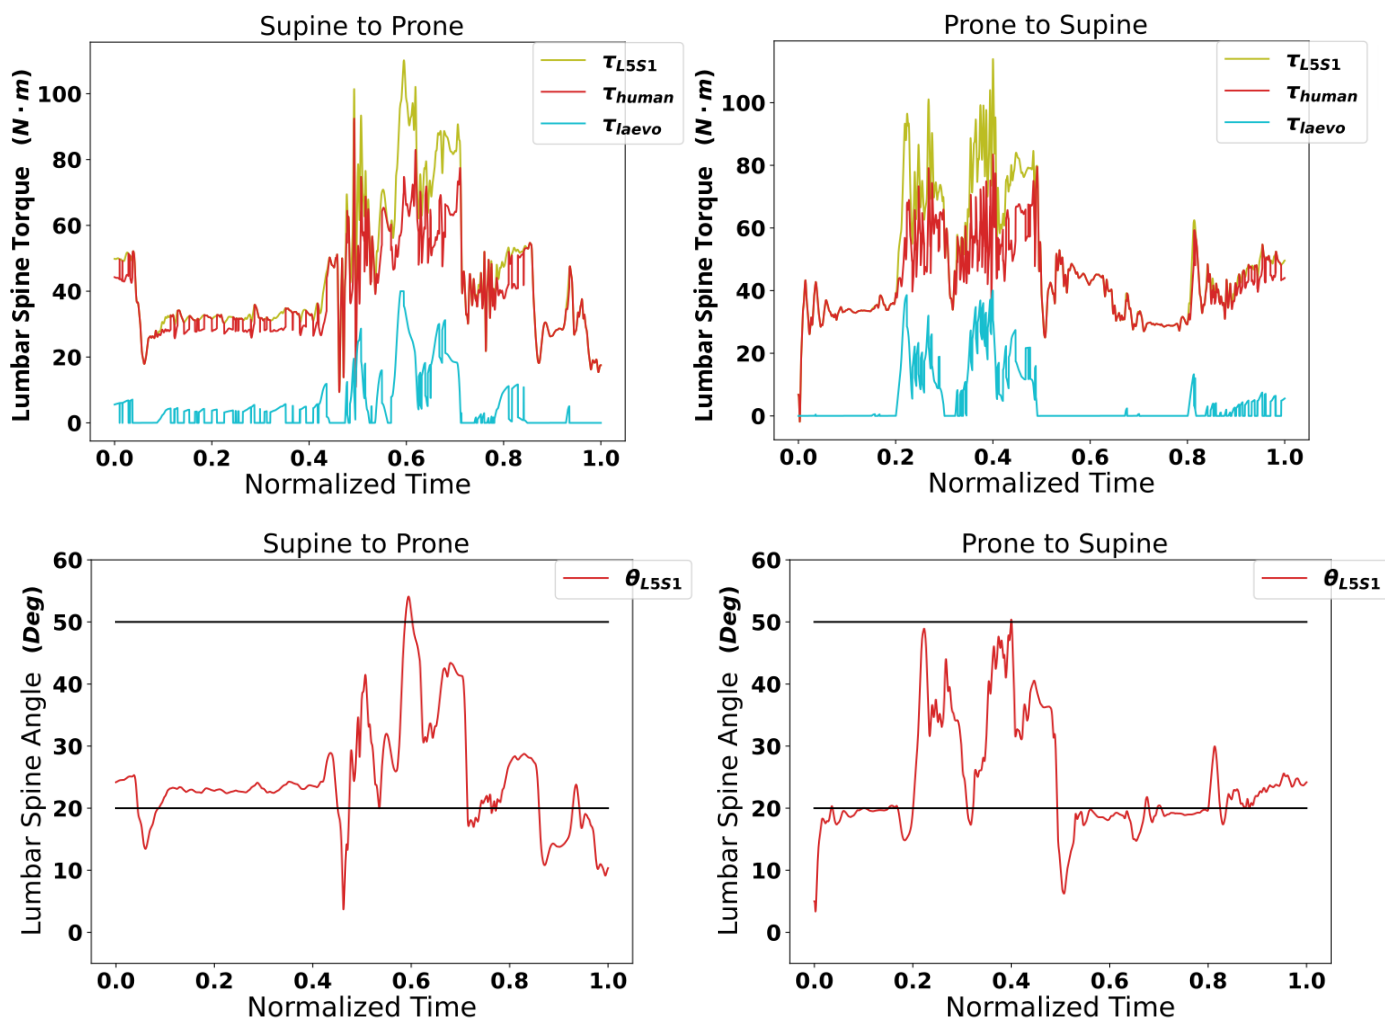 Supine to Prone
τL5S1
τhuman
τlaevo
Lumbar Spine Torque (N · m)
100
80
60
40
20
0
0.0 0.2 0.4 0.6 0.8 1.0
Normalized Time
Prone to Supine
τL5S1
τhuman
τlaevo
Lumbar Spine Torque (N · m)
100
80
60
40
20
0
0.0 0.2 0.4 0.6 0.8 1.0
Normalized Time
Supine to Prone
θL5S1
Lumbar Spine Angle (Deg)
60
50
40
30
20
10
0
0.0 0.2 0.4 0.6 0.8 1.0
Normalized Time
Prone to Supine
θL5S1
Lumbar Spine Angle (Deg)
60
50
40
30
20
10
0
0.0 0.2 0.4 0.6 0.8 1.0
Normalized Time